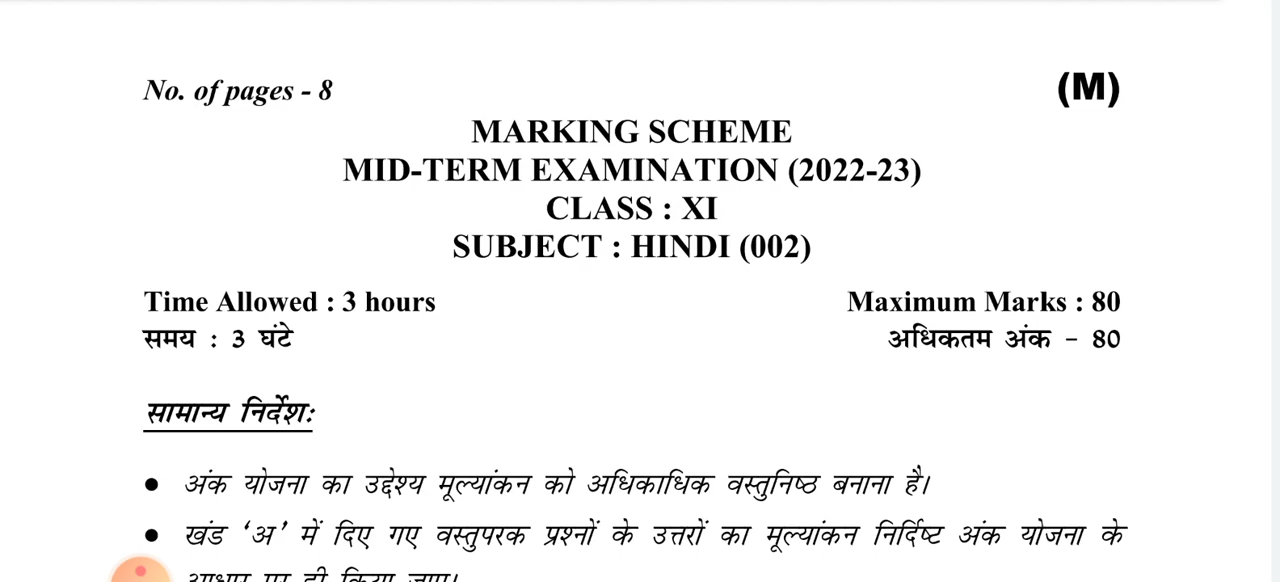 No. of pages - 8
(M)
MARKING SCHEME
MID-TERM EXAMINATION (2022-23)
CLASS : XI
SUBJECT : HINDI (002)
Time Allowed : 3 hours
Maximum Marks : 80
समय : 3 घंटे
अधिकतम अंक - 80
सामान्य निर्देशः
● अंक योजना का उद्देश्य मूल्यांकन को अधिकाधिक वस्तुनिष्ठ बनाना है।
● खंड ‘अ’ में दिए गए वस्तुपरक प्रश्नों के उत्तरों का मूल्यांकन निर्दिष्ट अंक योजना के
आधार पर ही किया जाए।